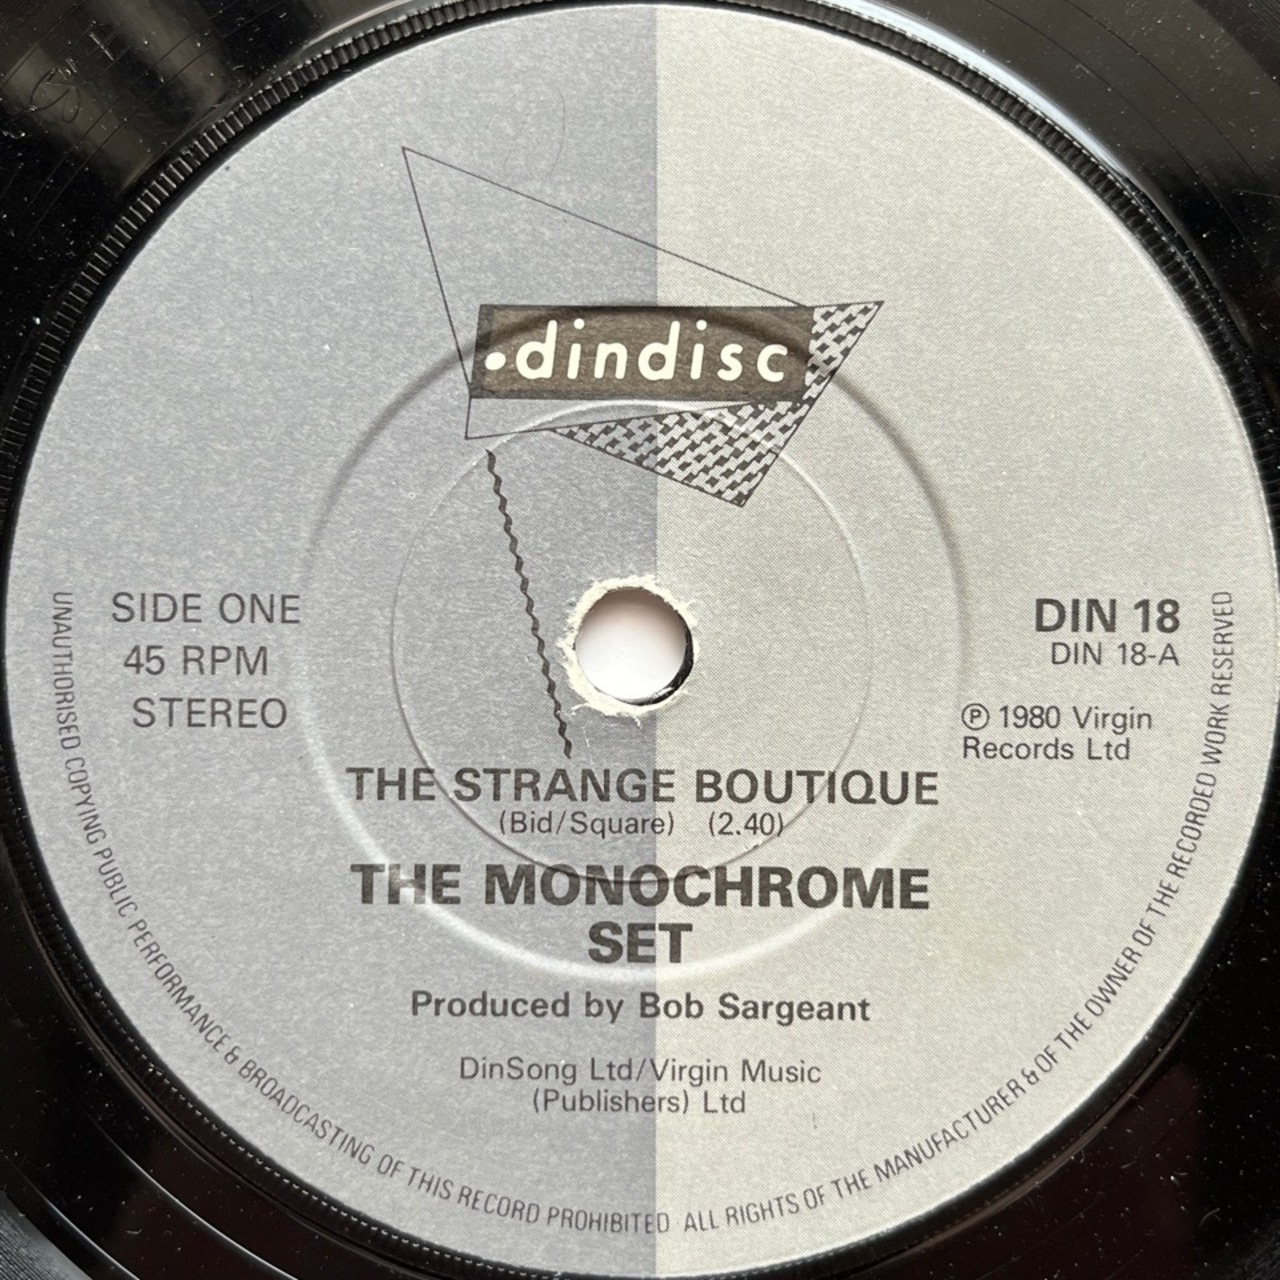 .dindisc
SIDE ONE
45 RPM
STEREO
DIN 18
DIN 18-A
Ⓟ 1980 Virgin
Records Ltd
THE STRANGE BOUTIQUE
(Bid/Square) (2.40)
THE MONOCHROME
SET
Produced by Bob Sargeant
DinSong Ltd/Virgin Music
(Publishers) Ltd
UNAUTHORISED COPYING PUBLIC PERFORMANCE & BROADCASTING OF THIS RECORD PROHIBITED ALL RIGHTS OF THE MANUFACTURER & OF THE OWNER OF THE RECORDED WORK RESERVED